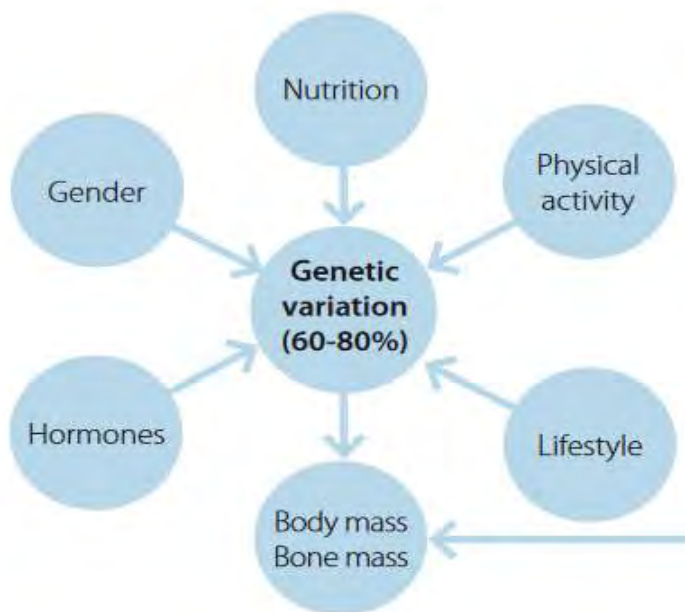 Nutrition
Gender
Physical
activity
Genetic
variation
(60-80%)
Hormones
Lifestyle
Body mass
Bone mass